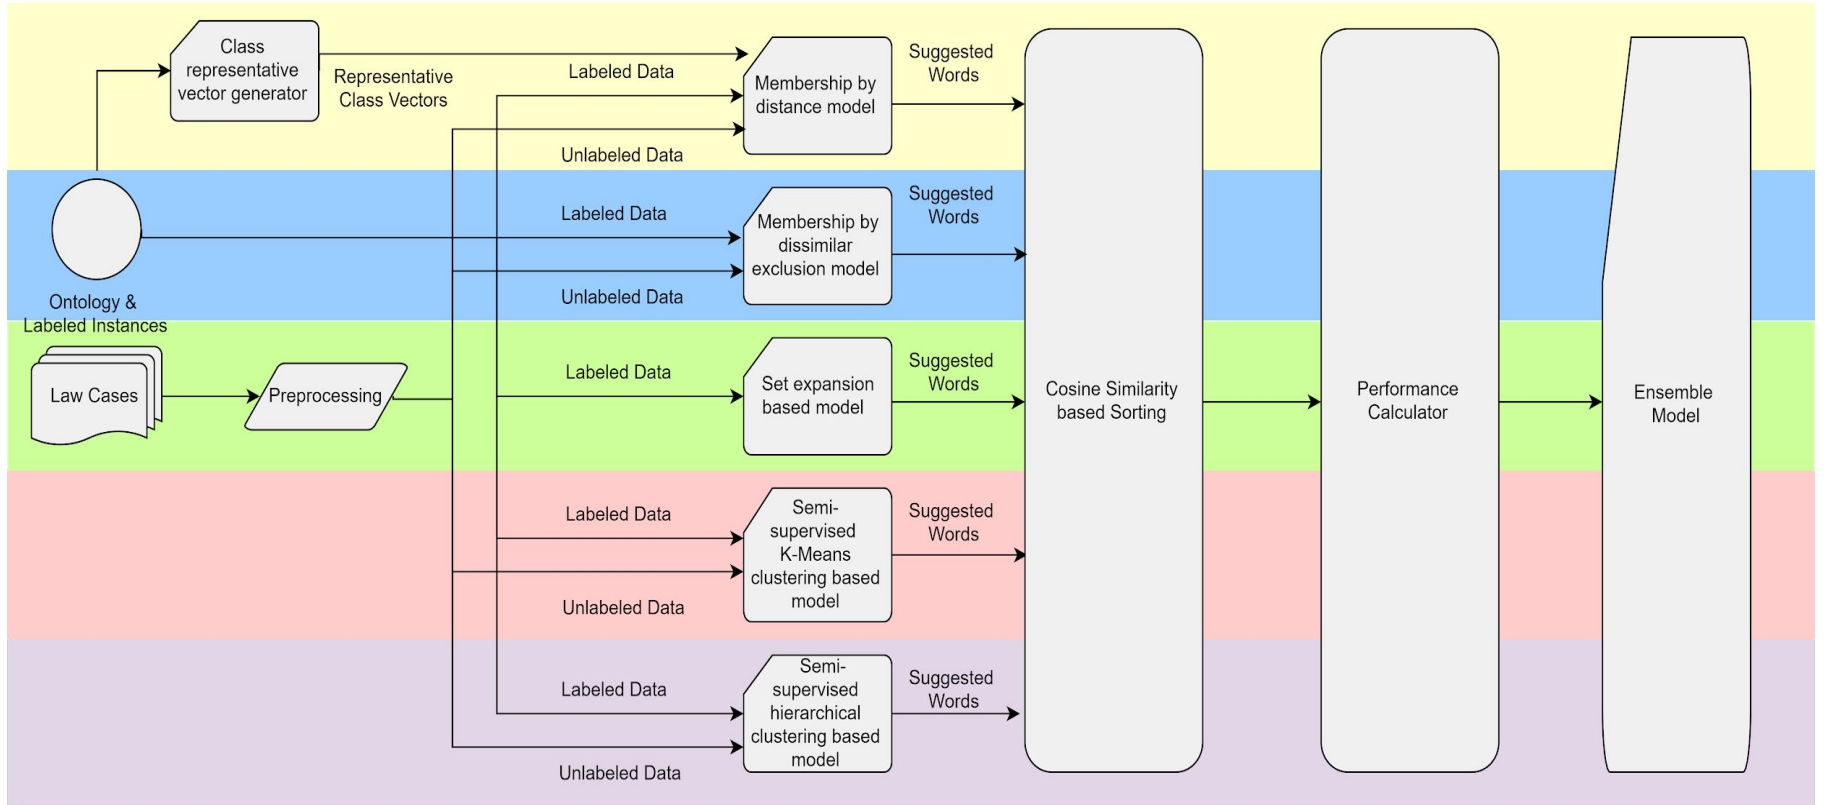 Class
representative
vector generator
Representative
Class Vectors
Labeled Data
Unlabeled Data
Membership by
distance model
Suggested
Words
Ontology &
Labeled Instances
Labeled Data
Unlabeled Data
Membership by
dissimilar
exclusion model
Suggested
Words
Law Cases
Preprocessing
Labeled Data
Set expansion
based model
Suggested
Words
Cosine Similarity
based Sorting
Performance
Calculator
Ensemble
Model
Labeled Data
Unlabeled Data
Semi-
supervised
K-Means
clustering based
model
Suggested
Words
Labeled Data
Unlabeled Data
Semi-
supervised
hierarchical
clustering based
model
Suggested
Words